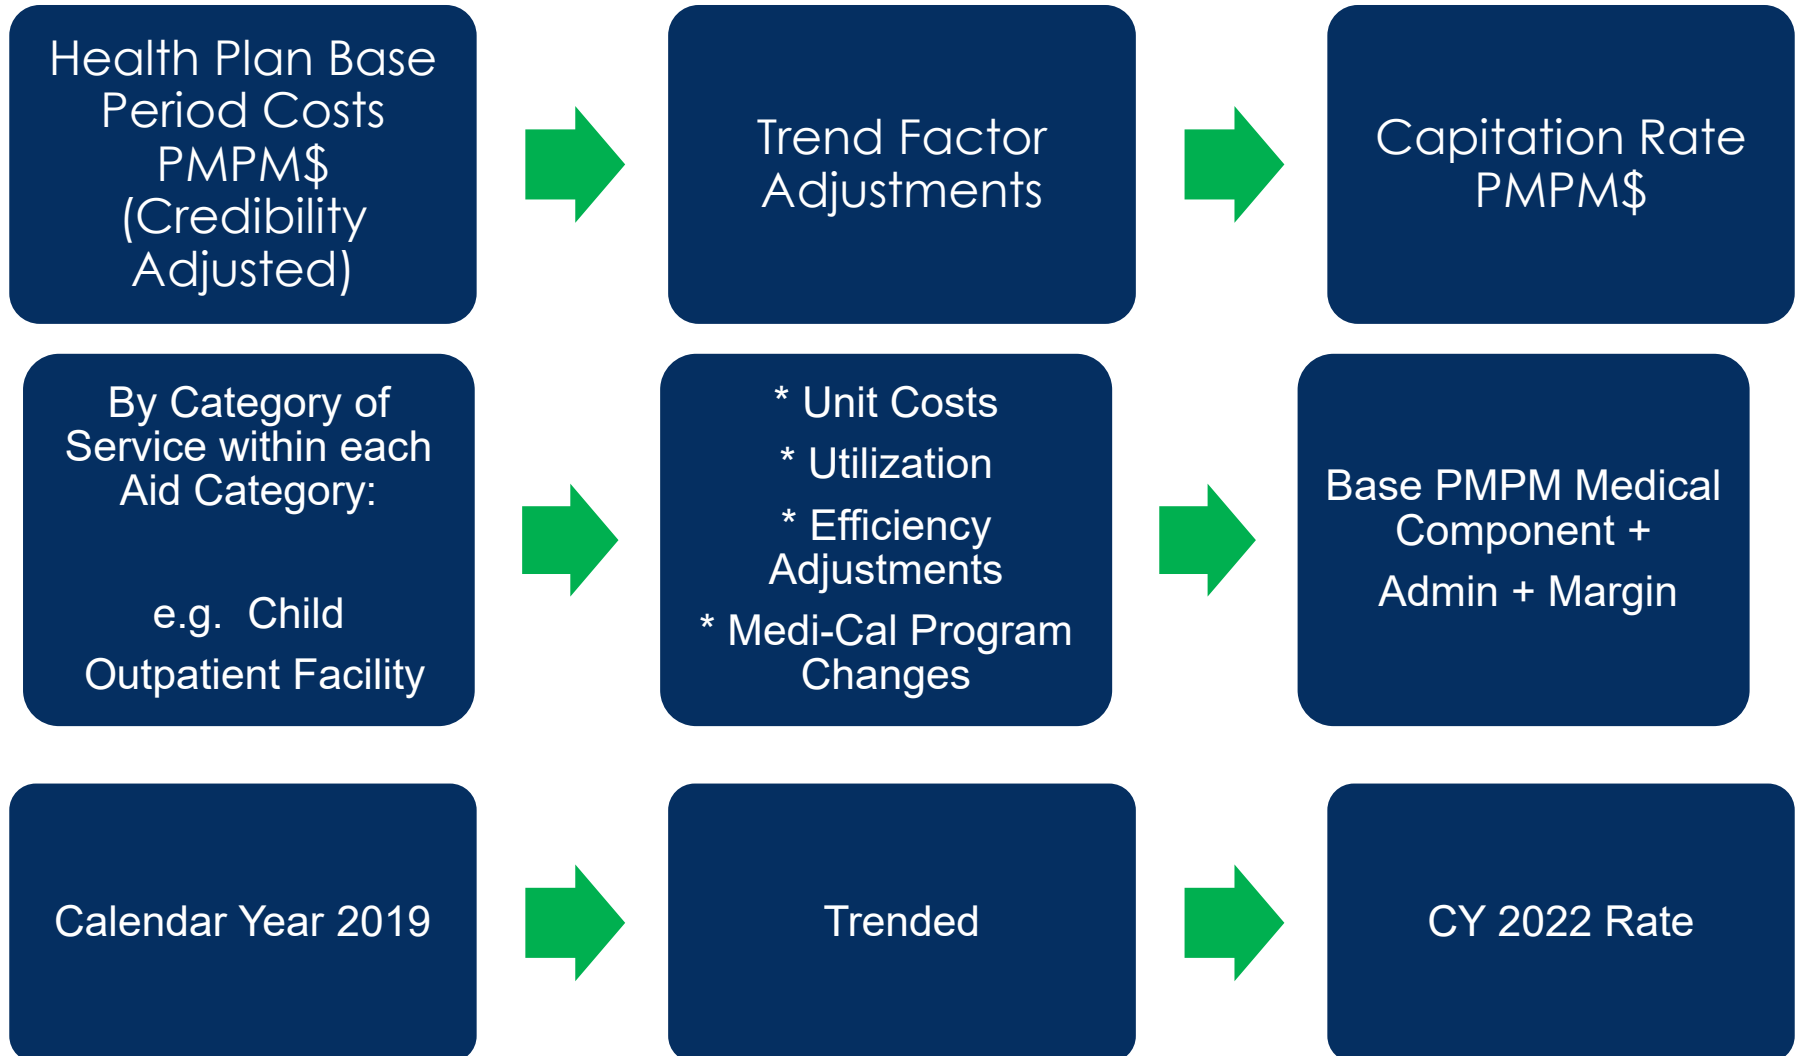 Health Plan Base
Period Costs
PMPM$
(Credibility
Adjusted)
Trend Factor
Adjustments
Capitation Rate
PMPM$
By Category of
Service within each
Aid Category:
e.g. Child
Outpatient Facility
* Unit Costs
* Utilization
* Efficiency
Adjustments
* Medi-Cal Program
Changes
Base PMPM Medical
Component +
Admin + Margin
Calendar Year 2019
Trended
CY 2022 Rate